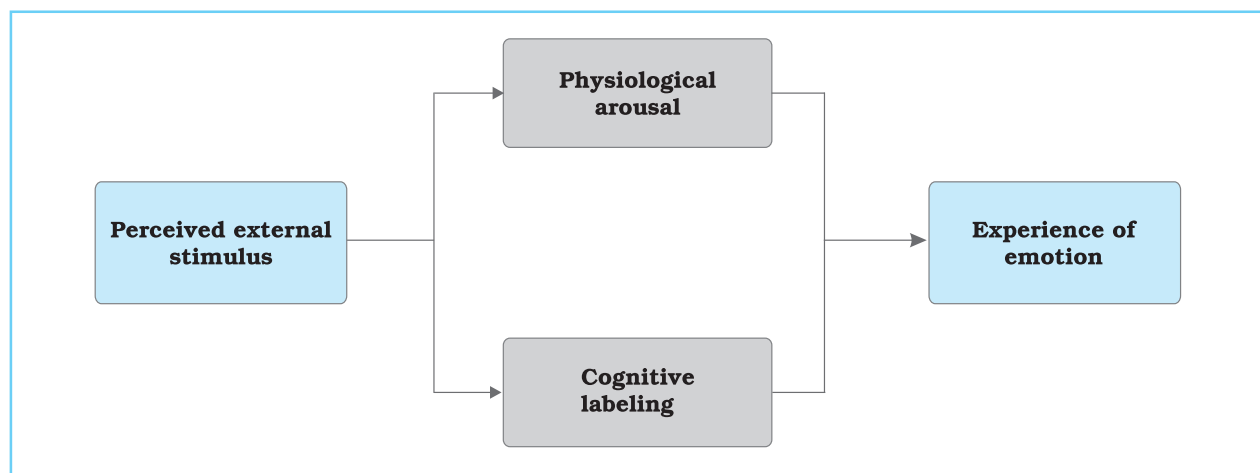 Physiological
arousal
Perceived external
stimulus
Experience of
emotion
Cognitive
labeling